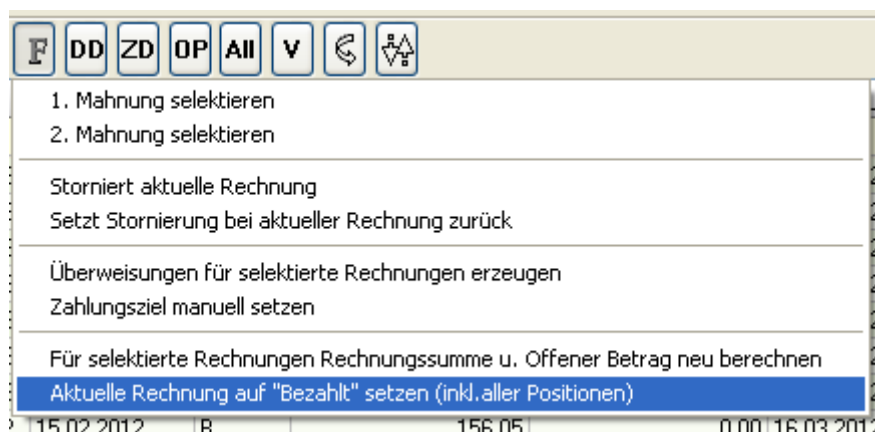 F DD ZD OP All V
1. Mahnung selektieren
2. Mahnung selektieren
Storniert aktuelle Rechnung
Setzt Stornierung bei aktueller Rechnung zurück
Überweisungen für selektierte Rechnungen erzeugen
Zahlungsziel manuell setzen
Für selektierte Rechnungen Rechnungssumme u. Offener Betrag neu berechnen
Aktuelle Rechnung auf "Bezahlt" setzen (inkl.aller Positionen)
15.02.2012 156.05 0.00 16.03.2012